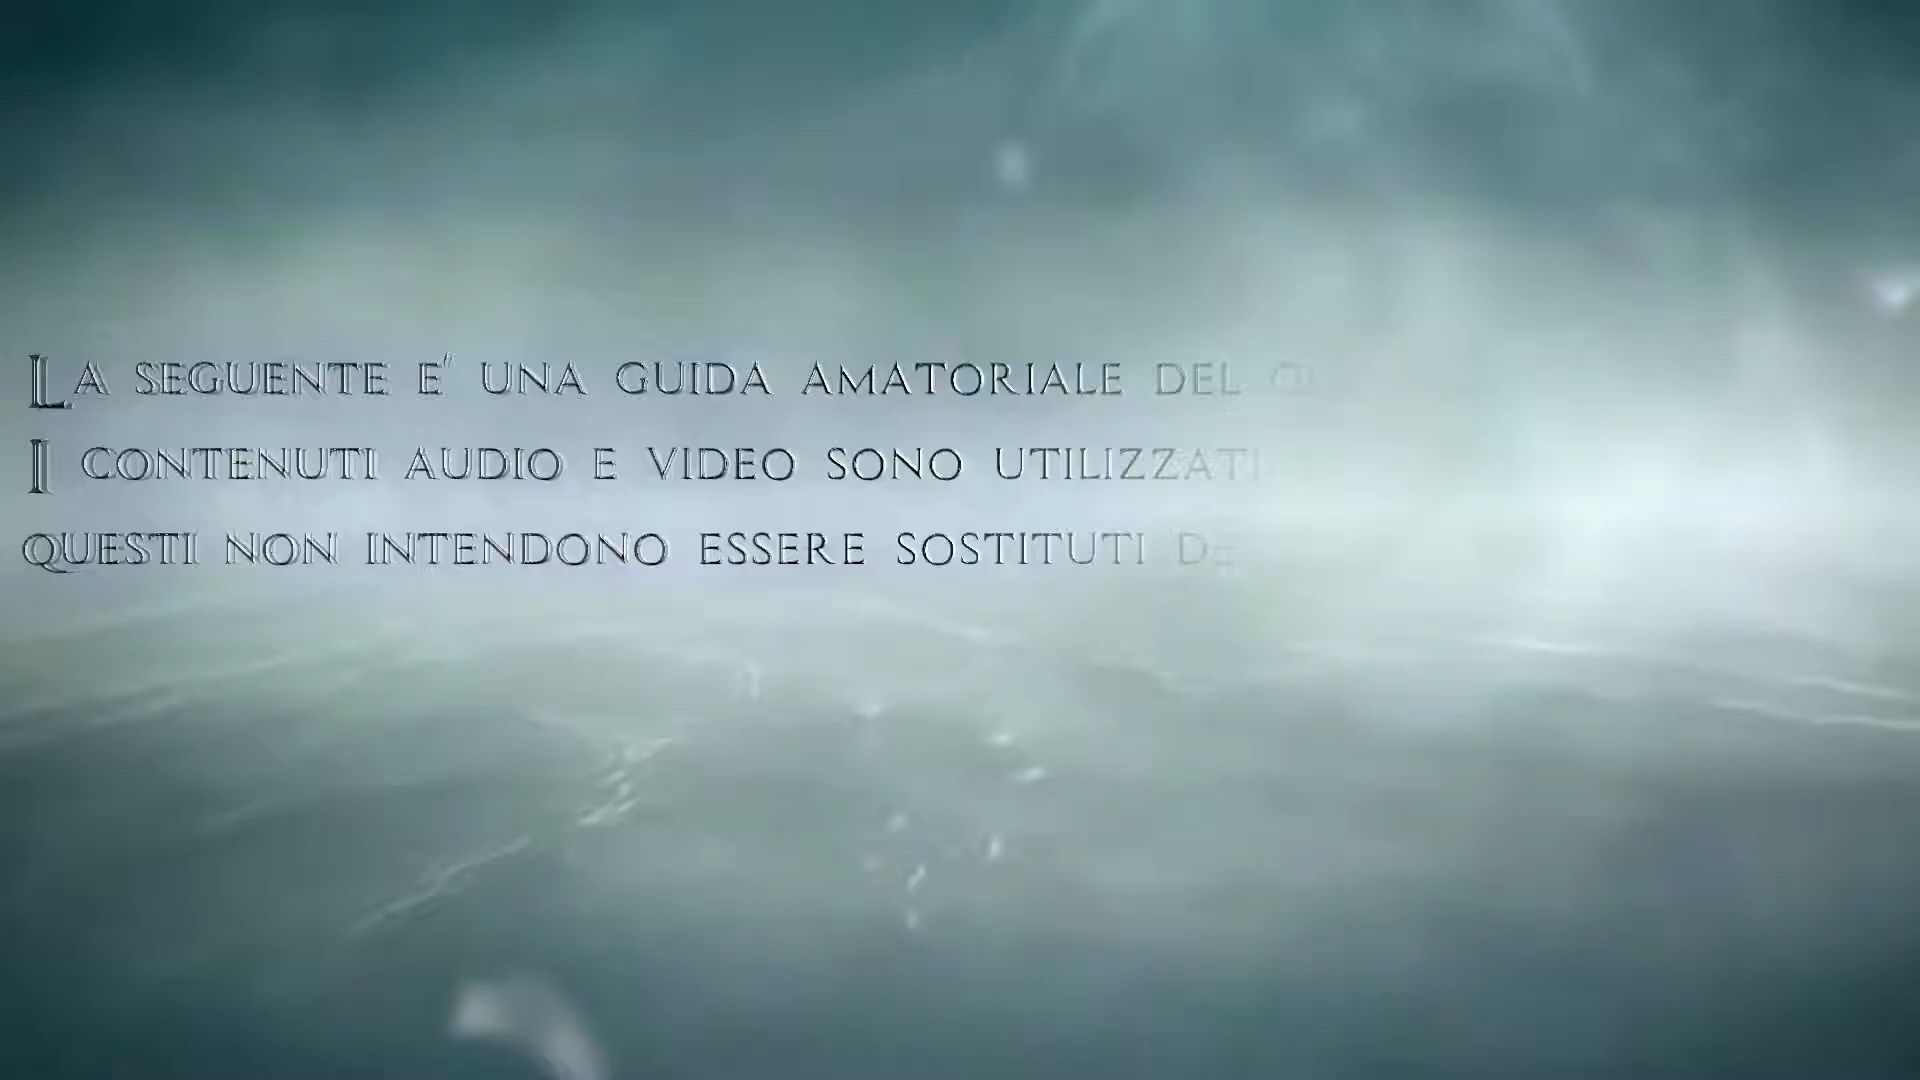 La seguente e' una guida amatoriale del
I contenuti audio e video sono utilizzati
questi non intendono essere sostituti